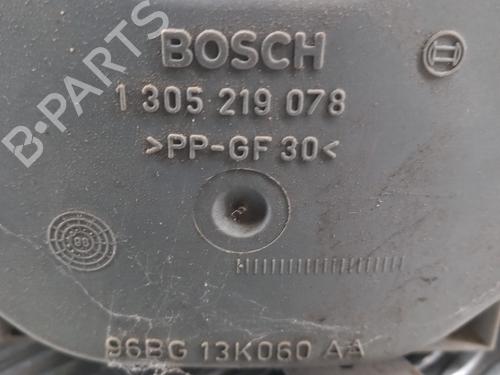 B-PARTS
BOSCH
1 305 219 078
>PP-GF 30<
96BG 13K060 AA